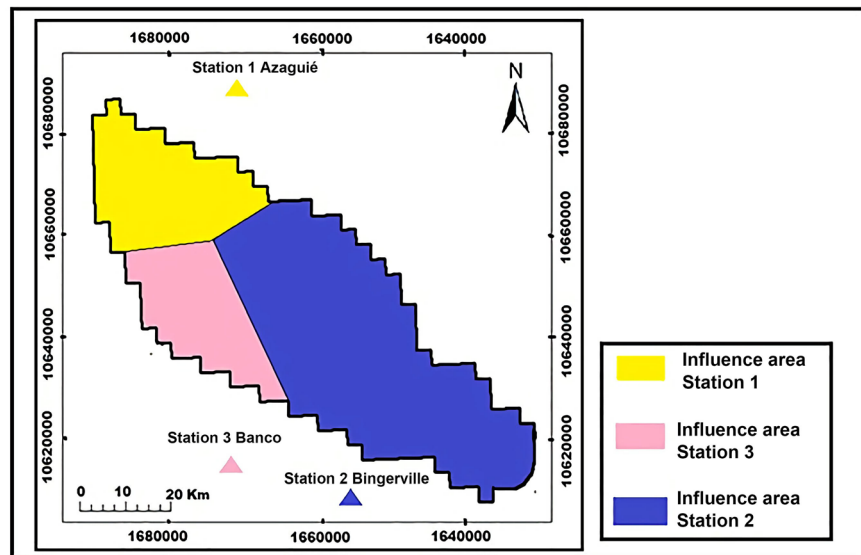 1680000
1660000
1640000
Station 1 Azaguié
N
10680000
10680000
10660000
10660000
10640000
10640000
10620000
10620000
Station 3 Banco
Station 2 Bingerville
0 10 20 Km
1680000
1660000
1640000
Influence area
Station 1
Influence area
Station 3
Influence area
Station 2